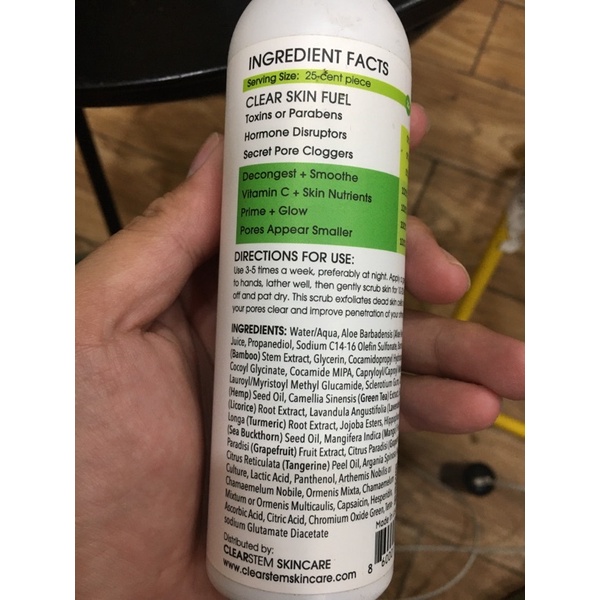 INGREDIENT FACTS
Serving Size: 25-cent piece
CLEAR SKIN FUEL
Toxins or Parabens
Hormone Disruptors
Secret Pore Cloggers
Decongest + Smoothe
Vitamin C + Skin Nutrients
Prime + Glow
Pores Appear Smaller
DIRECTIONS FOR USE:
Use 3-5 times a week, preferably at night. Apply
to hands, lather well, then gently scrub skin for
off and pat dry. This scrub exfoliates dead skin
your pores clear and improve penetration of your
INGREDIENTS: Water/Aqua, Aloe Barbadensis
Juice, Propanediol, Sodium C14-16 Olefin Sulfonate,
(Bamboo) Stem Extract, Glycerin, Cocamidopropyl
Cocoyl Glycinate, Cocamide MIPA, Capryloyl/
Lauroyl/Myristoyl Methyl Glucamide, Sclerotium Gum
(Hemp) Seed Oil, Camellia Sinensis (Green Tea)
(Licorice) Root Extract, Lavandula Angustifolia
Longa (Turmeric) Root Extract, Jojoba Esters,
(Sea Buckthorn) Seed Oil, Mangifera Indica
Paradisi (Grapefruit) Fruit Extract, Citrus Paradisi
Citrus Reticulata (Tangerine) Peel Oil, Argania
Culture, Lactic Acid, Panthenol, Arthemis Nobilis or
Chamaemelum Nobile, Ormenis Mixta, Chamaemelum
Mixtum or Ormenis Multicaulis, Capsaicin,
Ascorbic Acid, Citric Acid, Chromium Oxide Green,
sodium Glutamate Diacetate
Made
Distributed by:
CLEARSTEM SKINCARE
www.clearstemskincare.com
8